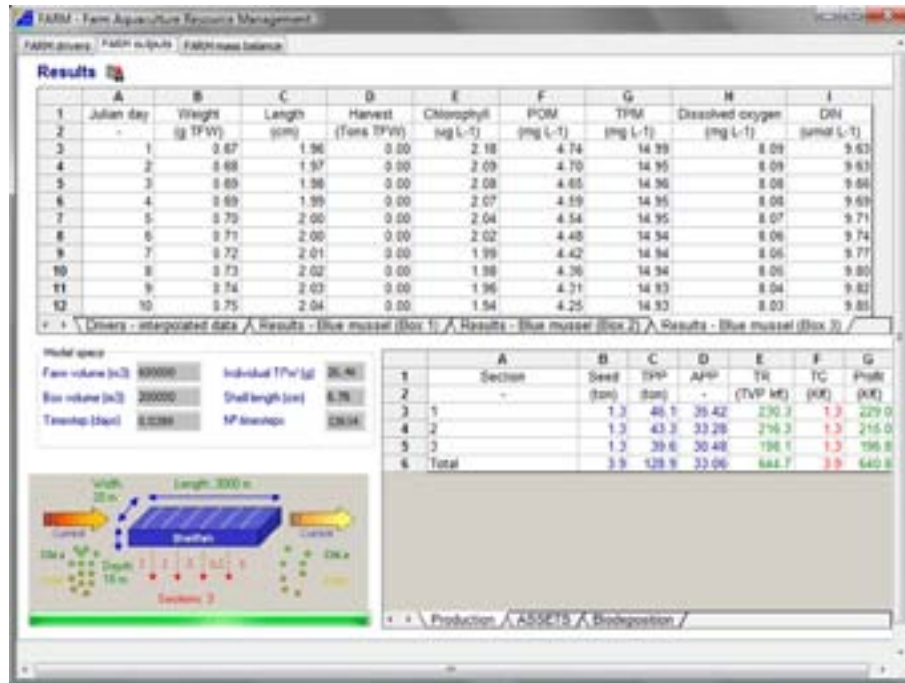 FARM - Farm Aquaculture Resource Management
FARM drivers FARM outputs FARM mass balance
Results
A B C D E F G H I
1 Julian day Weight Length Harvest Chlorophyll POM TPM Dissolved oxygen DIN
2 - (g TFW) (cm) (Tons TFW) (ug L-1) (mg L-1) (mg L-1) (mg L-1) (umol L-1)
3 1 0.67 1.96 0.00 2.18 4.74 14.99 8.09 9.63
4 2 0.68 1.97 0.00 2.09 4.70 14.95 8.09 9.63
5 3 0.69 1.98 0.00 2.08 4.65 14.96 8.08 9.66
6 4 0.69 1.99 0.00 2.07 4.59 14.95 8.08 9.69
7 5 0.70 2.00 0.00 2.04 4.54 14.95 8.07 9.71
8 6 0.71 2.00 0.00 2.02 4.48 14.94 8.06 9.74
9 7 0.72 2.01 0.00 1.99 4.42 14.94 8.05 9.77
10 8 0.73 2.02 0.00 1.98 4.36 14.94 8.05 9.80
11 9 0.74 2.03 0.00 1.96 4.31 14.93 8.04 9.82
12 10 0.75 2.04 0.00 1.94 4.25 14.93 8.03 9.85
Drivers - interpolated data Results - Blue mussel (Box 1) Results - Blue mussel (Box 2) Results - Blue mussel (Box 3)
Model specs
Farm volume (m3) 600000 Individual (g)
Box volume (m3) 200000 Shell length (cm) 6.78
Timestep (days) Nº timesteps
A B C D E F G
1 Section Seed TPP APP TR TC Profit
2 - (ton) (ton) - (TVP k€) (k€) (k€)
3 1 1.3 46.1 35.42 230.3 1.3 229.0
4 2 1.3 43.3 33.28 216.3 1.3 215.0
5 3 1.3 39.6 30.48 198.1 1.3 196.8
6 Total 3.9 128.9 33.06 644.7 3.9 640.8
Width:
20 m
Length: 3000 m
Current
Shellfish
Current
Chl a
Depth:
10 m
Chl a
Sections: 3
Production ASSETS Biodeposition